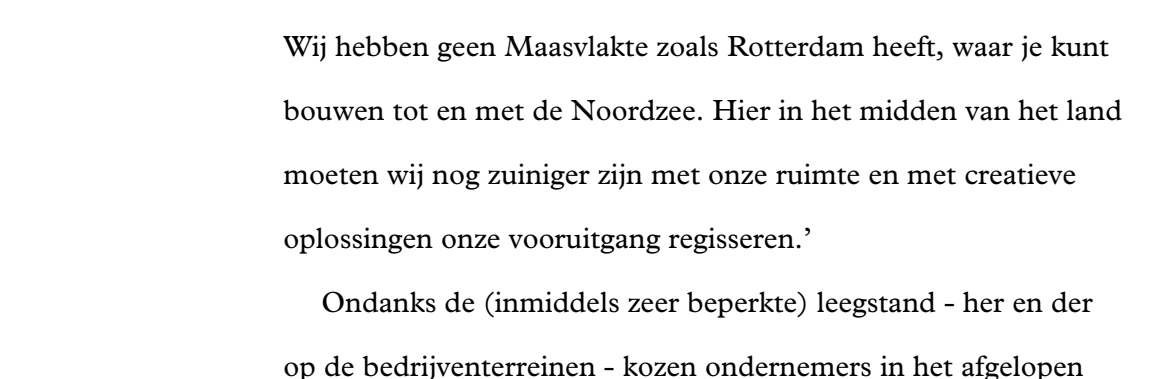 Wij hebben geen Maasvlakte zoals Rotterdam heeft, waar je kunt
bouwen tot en met de Noordzee. Hier in het midden van het land
moeten wij nog zuiniger zijn met onze ruimte en met creatieve
oplossingen onze vooruitgang regisseren.’
Ondanks de (inmiddels zeer beperkte) leegstand - her en der
op de bedrijventerreinen - kozen ondernemers in het afgelopen